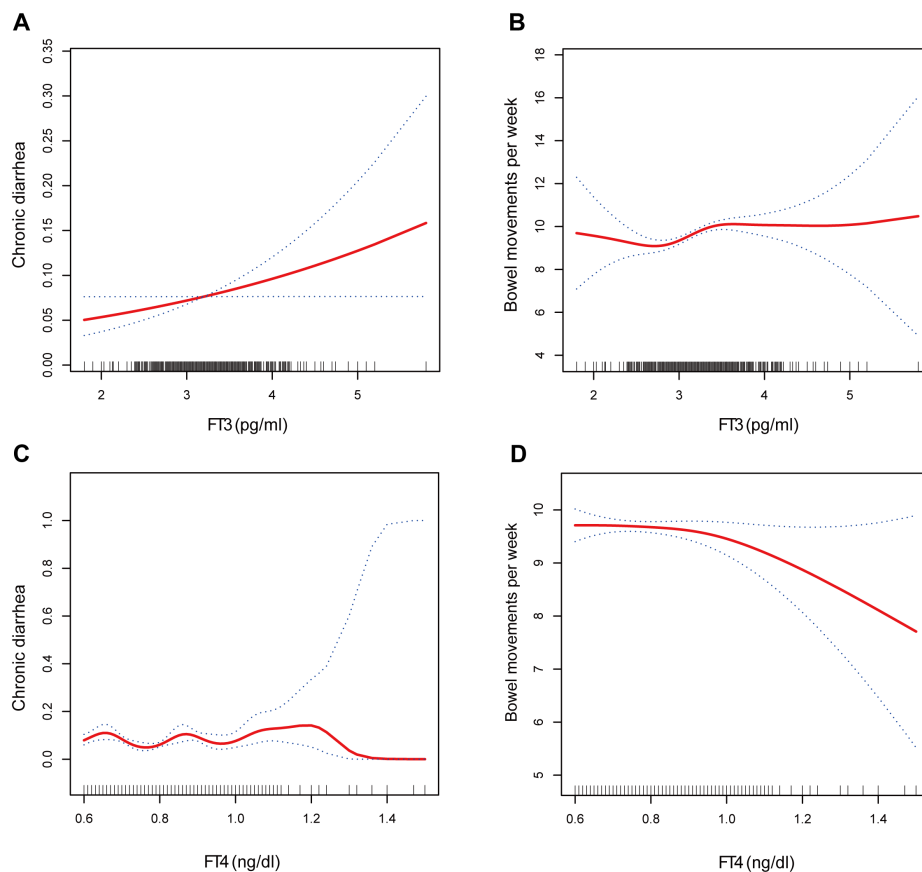 A
Chronic diarrhea
0.35
0.30
0.25
0.20
0.15
0.10
0.05
0.00
2 3 4 5
FT3 (pg/ml)
B
Bowel movements per week
18
16
14
12
10
8
6
4
2 3 4 5
FT3 (pg/ml)
C
Chronic diarrhea
1.0
0.8
0.6
0.4
0.2
0.0
0.6 0.8 1.0 1.2 1.4
FT4 (ng/dl)
D
Bowel movements per week
10
9
8
7
6
5
0.6 0.8 1.0 1.2 1.4
FT4 (ng/dl)